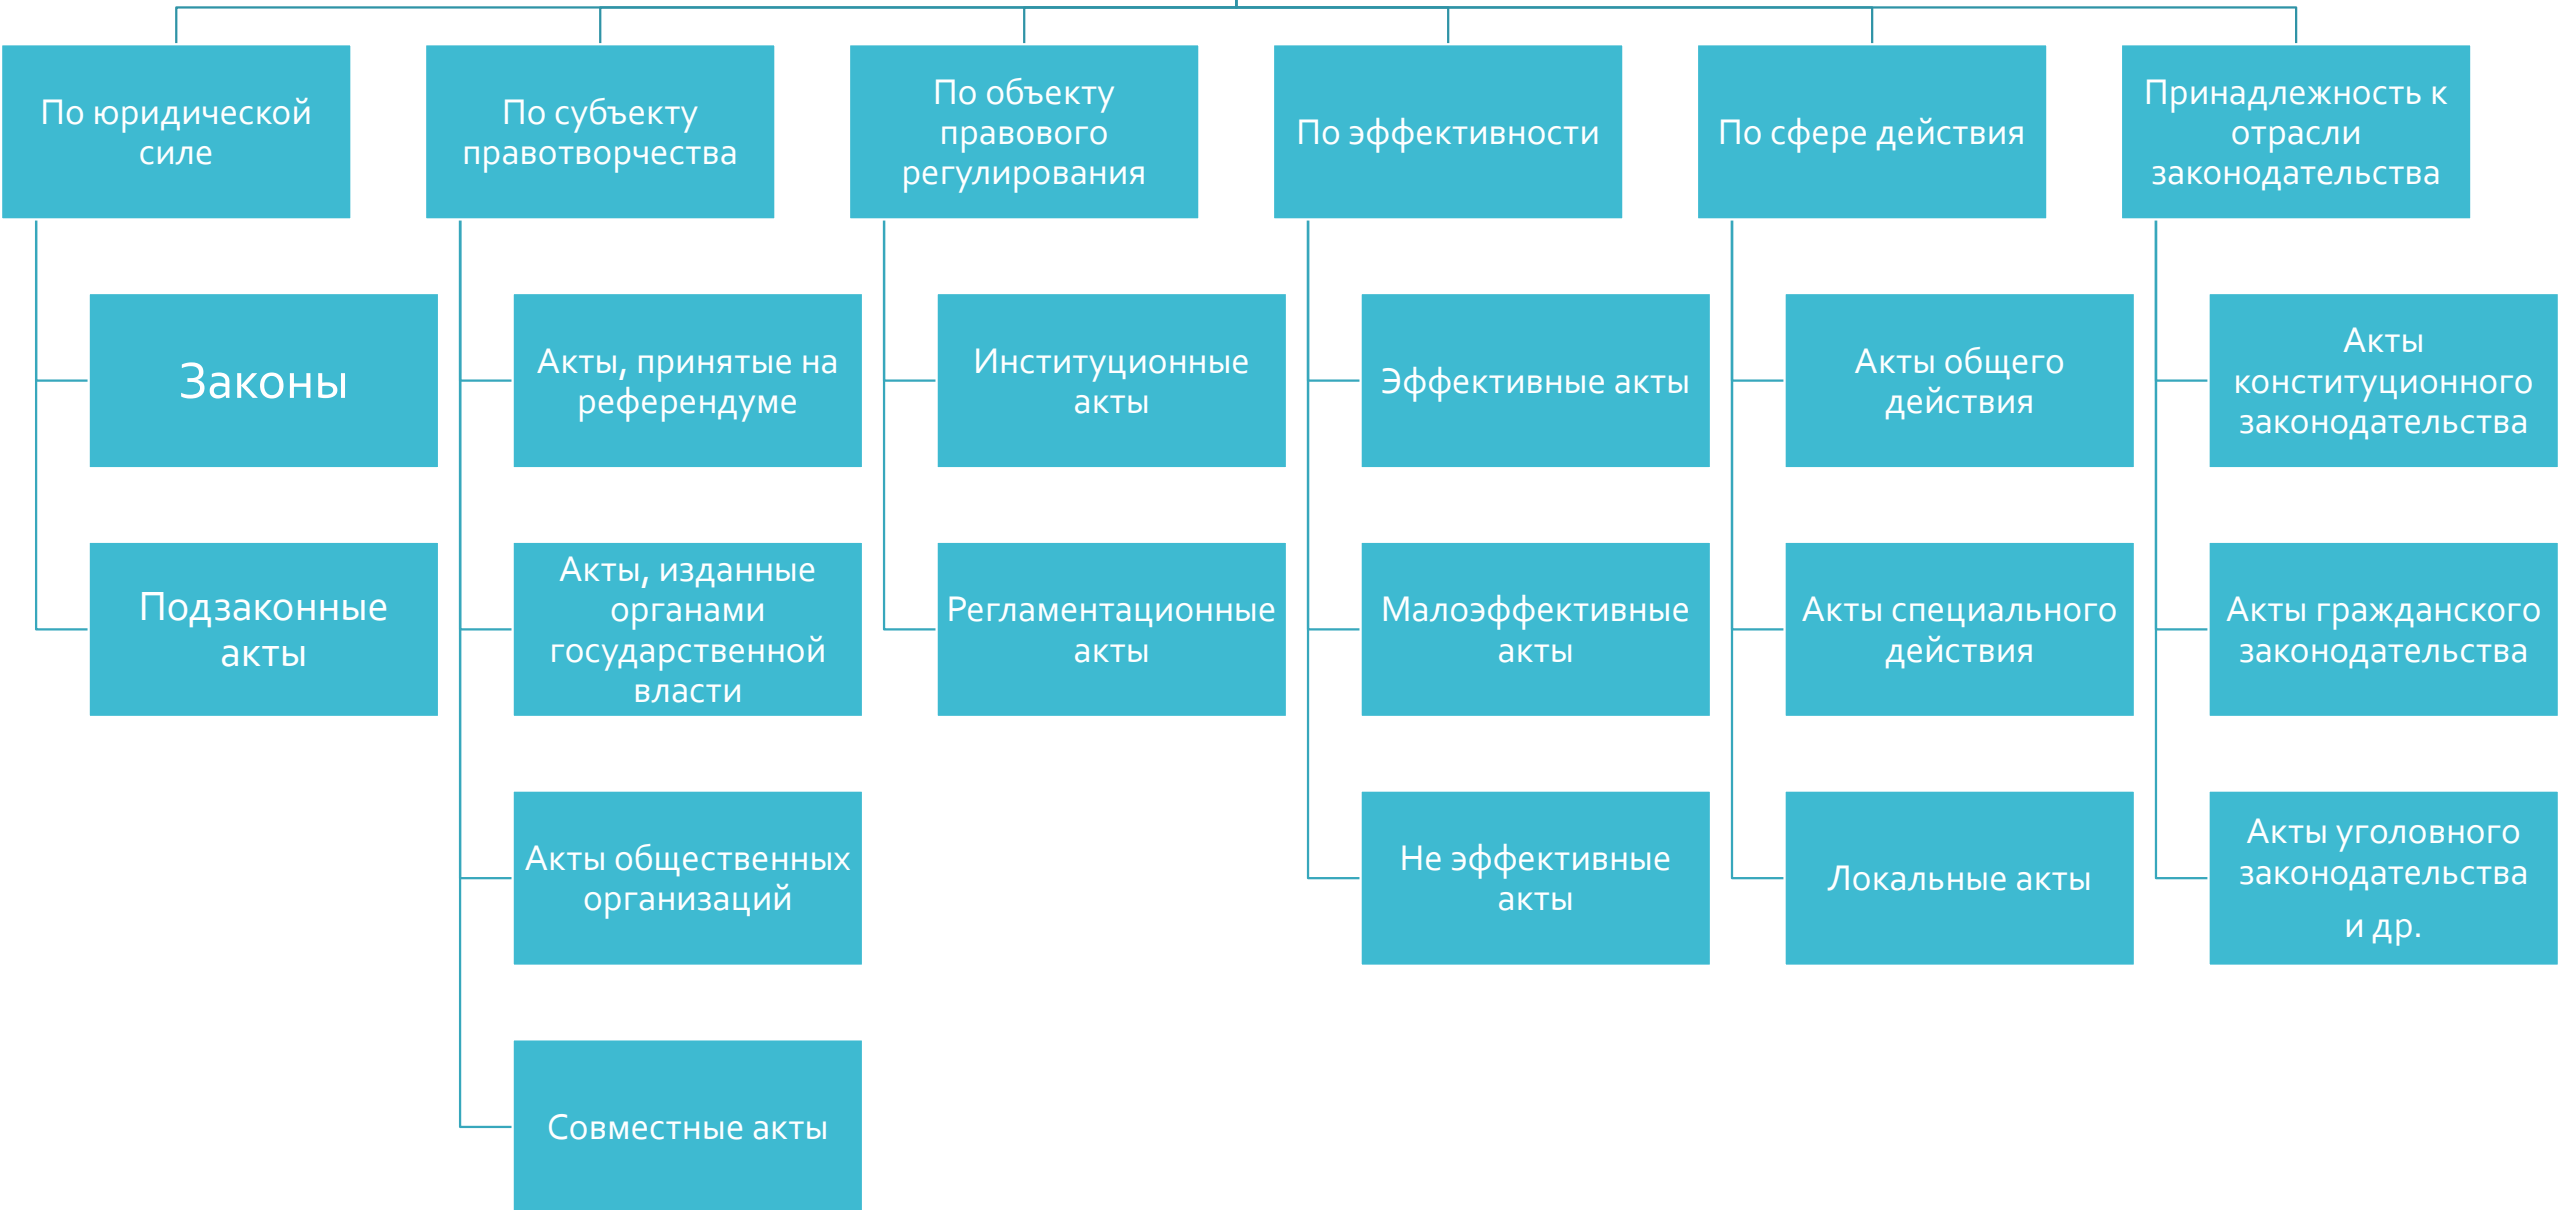 По юридической
силе
Законы
Подзаконные
акты
По субъекту
правотворчества
Акты, принятые на
референдуме
Акты, изданные
органами
государственной
власти
Акты общественных
организаций
Совместные акты
По объекту
правового
регулирования
Институционные
акты
Регламентационные
акты
По эффективности
Эффективные акты
Малоэффективные
акты
Не эффективные
акты
По сфере действия
Акты общего
действия
Акты специального
действия
Локальные акты
Принадлежность к
отрасли
законодательства
Акты
конституционного
законодательства
Акты гражданского
законодательства
Акты уголовного
законодательства
и др.